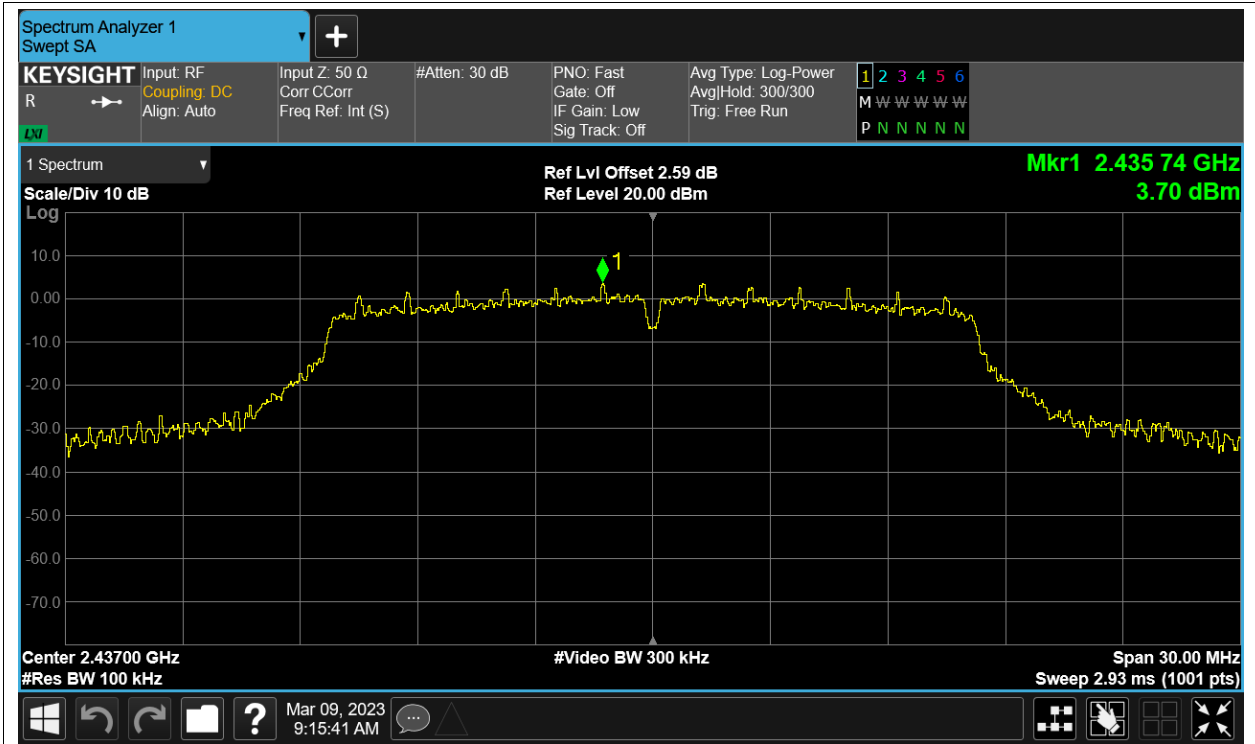 Spectrum Analyzer 1
Swept SA
KEYSIGHT
R
LXI
Input: RF
Coupling: DC
Align: Auto
Input Z: 50 Ω
Corr CCorr
Freq Ref: Int (S)
#Atten: 30 dB
PNO: Fast
Gate: Off
IF Gain: Low
Sig Track: Off
Avg Type: Log-Power
Avg|Hold: 300/300
Trig: Free Run
1 2 3 4 5 6
M W W W W W
P N N N N N
1 Spectrum
Scale/Div 10 dB
Log
Ref Lvl Offset 2.59 dB
Ref Level 20.00 dBm
Mkr1 2.435 74 GHz
3.70 dBm
1
10.0
0.00
-10.0
-20.0
-30.0
-40.0
-50.0
-60.0
-70.0
Center 2.43700 GHz
#Res BW 100 kHz
#Video BW 300 kHz
Span 30.00 MHz
Sweep 2.93 ms (1001 pts)
?
Mar 09, 2023
9:15:41 AM